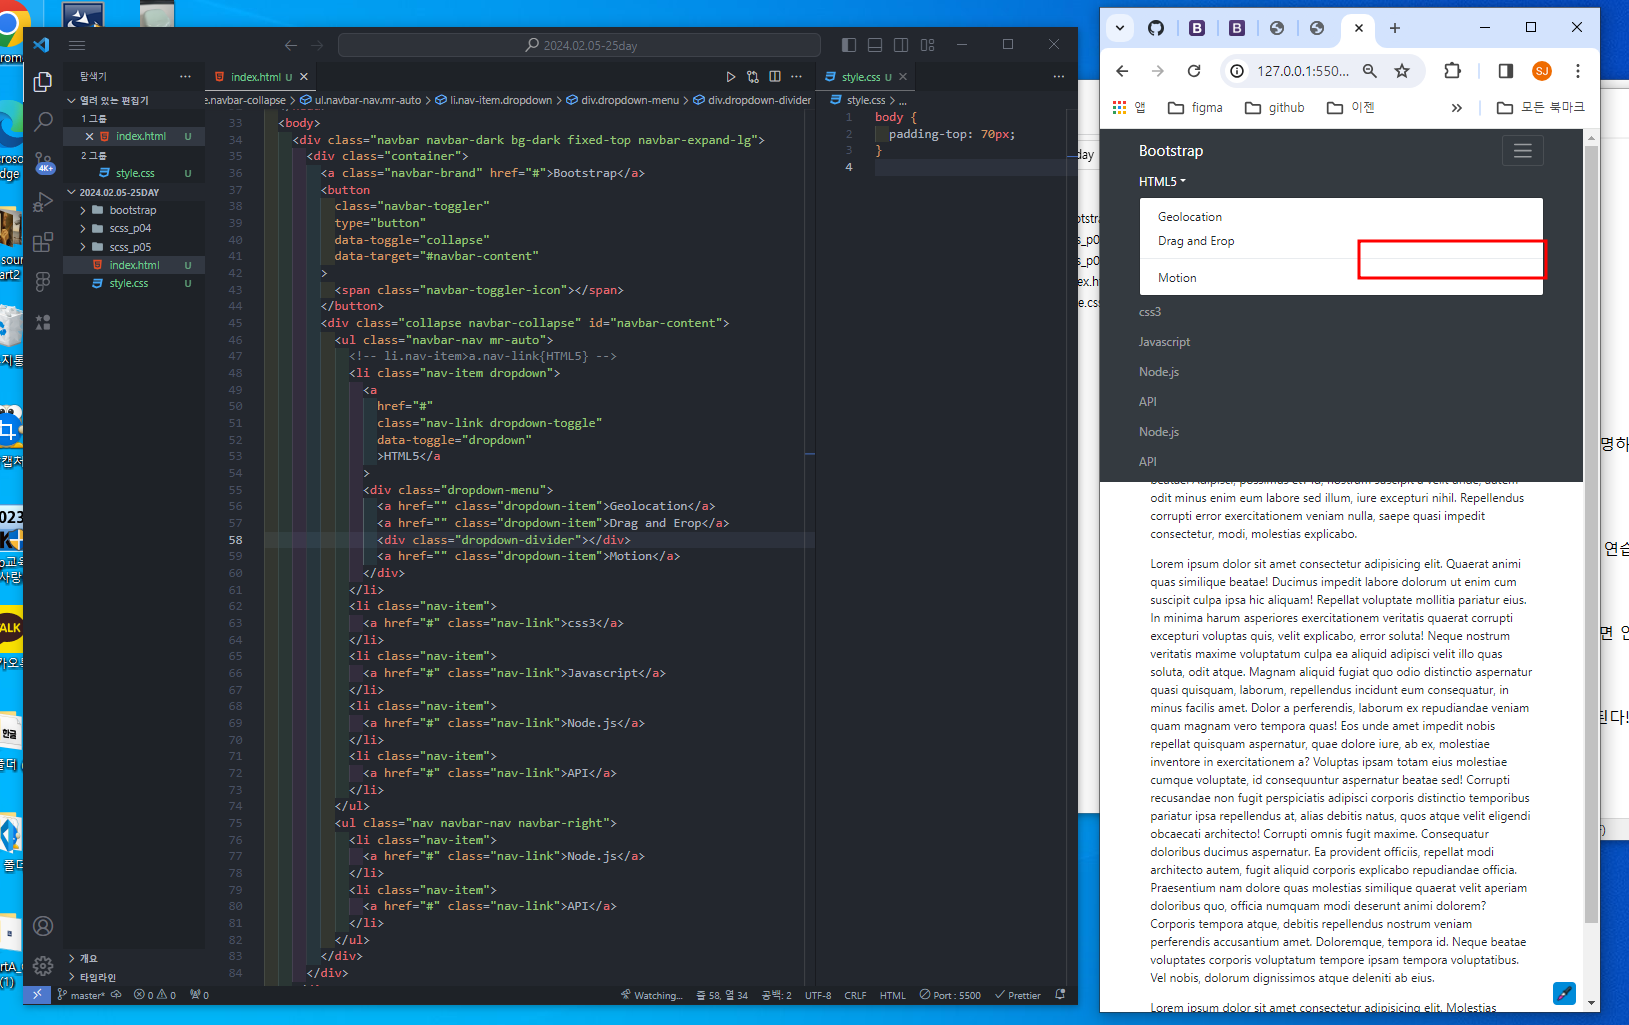 2024.02.05-25day
탐색기
열려 있는 편집기
1 그룹
index.html U
2 그룹
style.css U
2024.02.05-25DAY
bootstrap
scss_p04
scss_p05
index.html U
style.css U
개요
타임라인
4K+
index.html U
e.navbar-collapse > ul.navbar-nav.mr-auto > li.nav-item.dropdown > div.dropdown-menu > div.dropdown-divider
33 <body>
34 <div class="navbar navbar-dark bg-dark fixed-top navbar-expand-lg">
35 <div class="container">
36 <a class="navbar-brand" href="#">Bootstrap</a>
37 <button
38 class="navbar-toggler"
39 type="button"
40 data-toggle="collapse"
41 data-target="#navbar-content"
42 >
43 <span class="navbar-toggler-icon"></span>
44 </button>
45 <div class="collapse navbar-collapse" id="navbar-content">
46 <ul class="navbar-nav mr-auto">
47 <!-- li.nav-item>a.nav-link{HTML5} -->
48 <li class="nav-item dropdown">
49 <a
50 href="#"
51 class="nav-link dropdown-toggle"
52 data-toggle="dropdown"
53 >HTML5</a
54 >
55 <div class="dropdown-menu">
56 <a href="" class="dropdown-item">Geolocation</a>
57 <a href="" class="dropdown-item">Drag and Erop</a>
58 <div class="dropdown-divider"></div>
59 <a href="" class="dropdown-item">Motion</a>
60 </div>
61 </li>
62 <li class="nav-item">
63 <a href="#" class="nav-link">css3</a>
64 </li>
65 <li class="nav-item">
66 <a href="#" class="nav-link">Javascript</a>
67 </li>
68 <li class="nav-item">
69 <a href="#" class="nav-link">Node.js</a>
70 </li>
71 <li class="nav-item">
72 <a href="#" class="nav-link">API</a>
73 </li>
74 </ul>
75 <ul class="nav navbar-nav navbar-right">
76 <li class="nav-item">
77 <a href="#" class="nav-link">Node.js</a>
78 </li>
79 <li class="nav-item">
80 <a href="#" class="nav-link">API</a>
81 </li>
82 </ul>
83 </div>
84 </div>
style.css U
style.css > ...
1 body {
2 padding-top: 70px;
3 }
4
master* 0 0 0 Watching... 줄 58, 열 34 공백: 2 UTF-8 CRLF HTML Port : 5500 Prettier
127.0.0.1:550...
SJ
앱 figma github 이젠 » 모든 북마크
Bootstrap
HTML5
Geolocation
Drag and Erop
Motion
css3
Javascript
Node.js
API
Node.js
API
odit minus enim eum labore sed illum, iure excepturi nihil. Repellendus
corrupti error exercitationem veniam nulla, saepe quasi impedit
consectetur, modi, molestias explicabo.
Lorem ipsum dolor sit amet consectetur adipisicing elit. Quaerat animi
quas similique beatae! Ducimus impedit labore dolorum ut enim cum
suscipit culpa ipsa hic aliquam! Repellat voluptate mollitia pariatur eius.
In minima harum asperiores exercitationem veritatis quaerat corrupti
excepturi voluptas quis, velit explicabo, error soluta! Neque nostrum
veritatis maxime voluptatum culpa ea aliquid adipisci velit illo quas
soluta, odit atque. Magnam aliquid fugiat quo odio distinctio aspernatur
quasi quisquam, laborum, repellendus incidunt eum consequatur, in
minus facilis amet. Dolor a perferendis, laborum ex repudiandae veniam
quam magnam vero tempora quas! Eos unde amet impedit nobis
repellat quisquam aspernatur, quae dolore iure, ab ex, molestiae
inventore in exercitationem a? Voluptas ipsam totam eius molestiae
cumque voluptate, id consequuntur aspernatur beatae sed! Corrupti
recusandae non fugit perspiciatis adipisci corporis distinctio temporibus
pariatur ipsa repellendus at, alias debitis natus, quos atque velit eligendi
obcaecati architecto! Corrupti omnis fugit maxime. Consequatur
doloribus ducimus aspernatur. Ea provident officiis, repellat modi
architecto autem, fugit aliquid corporis explicabo repudiandae officia.
Praesentium nam dolore quas molestias similique quaerat velit aperiam
doloribus quo, officia numquam modi deserunt animi dolorem?
Corporis tempora atque, debitis repellendus nostrum veniam
perferendis accusantium amet. Doloremque, tempora id. Neque beatae
voluptates corporis voluptatum tempore ipsam tempora voluptatibus.
Vel nobis, dolorum dignissimos atque deleniti ab eius.
Lorem ipsum dolor sit amet consectetur adipisicing elit. Molestias